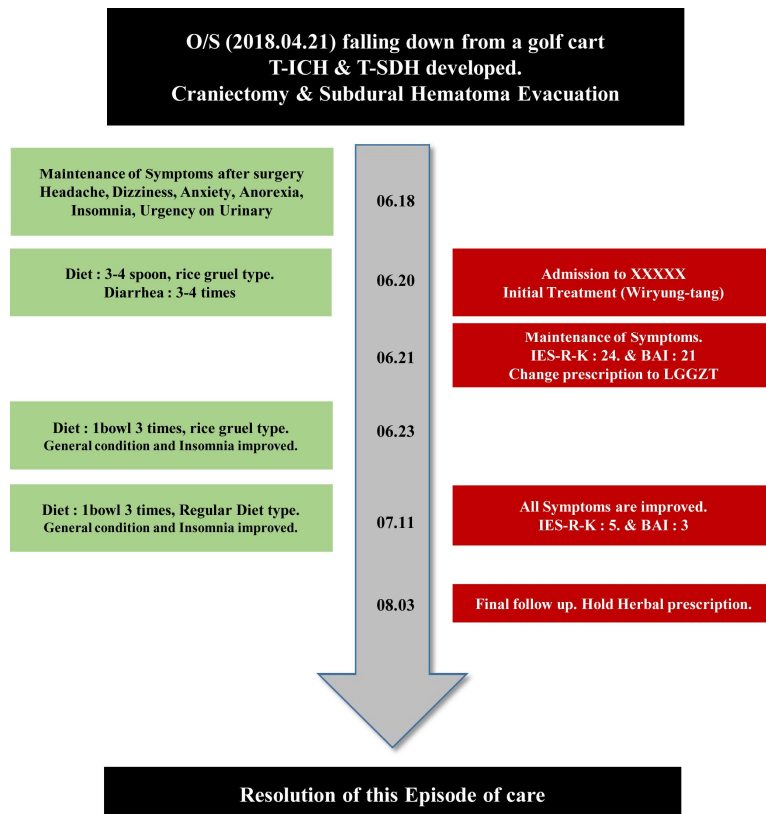 O/S (2018.04.21) falling down from a golf cart
T-ICH & T-SDH developed.
Craniectomy & Subdural Hematoma Evacuation
Maintenance of Symptoms after surgery
Headache, Dizziness, Anxiety, Anorexia,
Insomnia, Urgency on Urinary
06.18
Diet : 3-4 spoon, rice gruel type.
Diarrhea : 3-4 times
06.20
Admission to XXXXX
Initial Treatment (Wiryung-tang)
06.21
Maintenance of Symptoms.
IES-R-K : 24. & BAI : 21
Change prescription to LGGZT
Diet : 1bowl 3 times, rice gruel type.
General condition and Insomnia improved.
06.23
Diet : 1bowl 3 times, Regular Diet type.
General condition and Insomnia improved.
07.11
All Symptoms are improved.
IES-R-K : 5. & BAI : 3
08.03
Final follow up. Hold Herbal prescription.
Resolution of this Episode of care